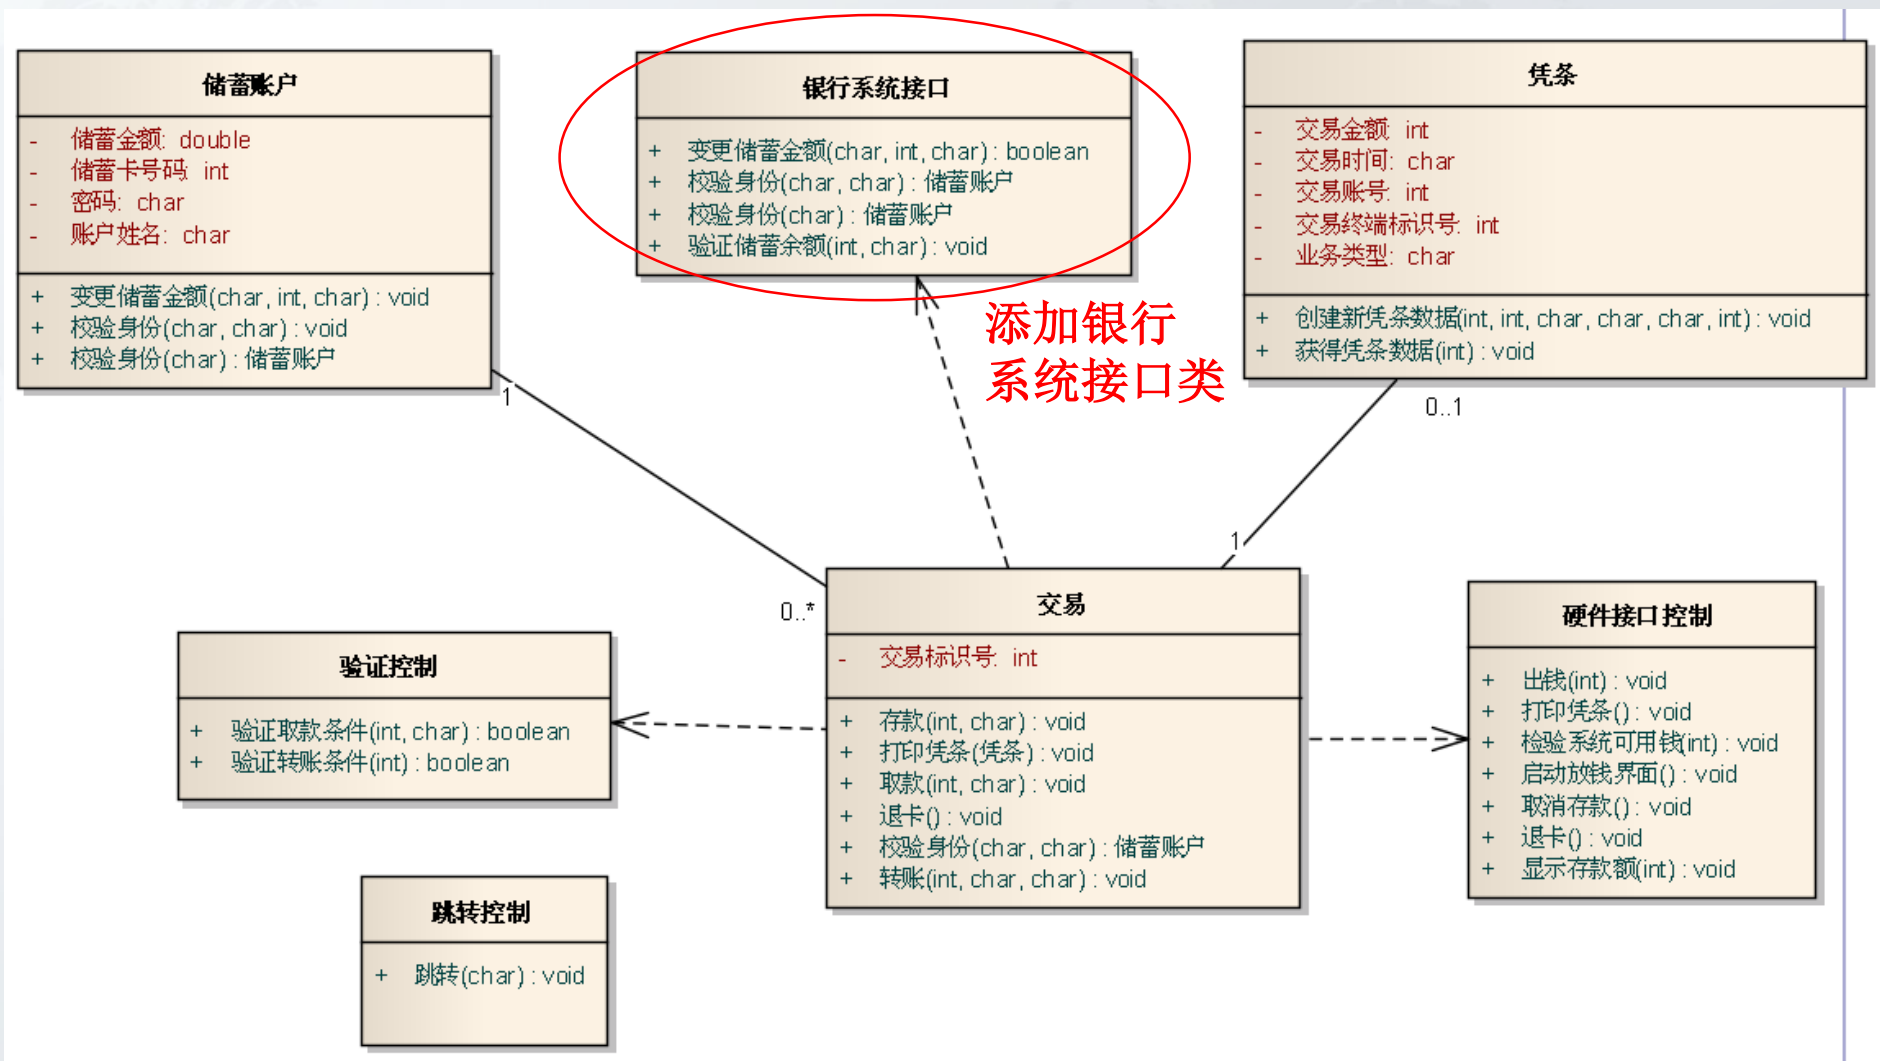 储蓄账户
- 储蓄金额: double
- 储蓄卡号码: int
- 密码: char
- 账户姓名: char
+ 变更储蓄金额(char, int, char) : void
+ 校验身份(char, char) : void
+ 校验身份(char) : 储蓄账户
银行系统接口
+ 变更储蓄金额(char, int, char) : boolean
+ 校验身份(char, char) : 储蓄账户
+ 校验身份(char) : 储蓄账户
+ 验证储蓄余额(int, char) : void
凭条
- 交易金额: int
- 交易时间: char
- 交易账号: int
- 交易终端标识号: int
- 业务类型: char
+ 创建新凭条数据(int, int, char, char, char, int) : void
+ 获得凭条数据(int) : void
添加银行
系统接口类
1
0..1
1
0..*
验证控制
+ 验证取款条件(int, char) : boolean
+ 验证转账条件(int) : boolean
交易
- 交易标识号: int
+ 存款(int, char) : void
+ 打印凭条(凭条) : void
+ 取款(int, char) : void
+ 退卡() : void
+ 校验身份(char, char) : 储蓄账户
+ 转账(int, char, char) : void
硬件接口控制
+ 出钱(int) : void
+ 打印凭条() : void
+ 检验系统可用钱(int) : void
+ 启动放钱界面() : void
+ 取消存款() : void
+ 退卡() : void
+ 显示存款额(int) : void
跳转控制
+ 跳转(char) : void